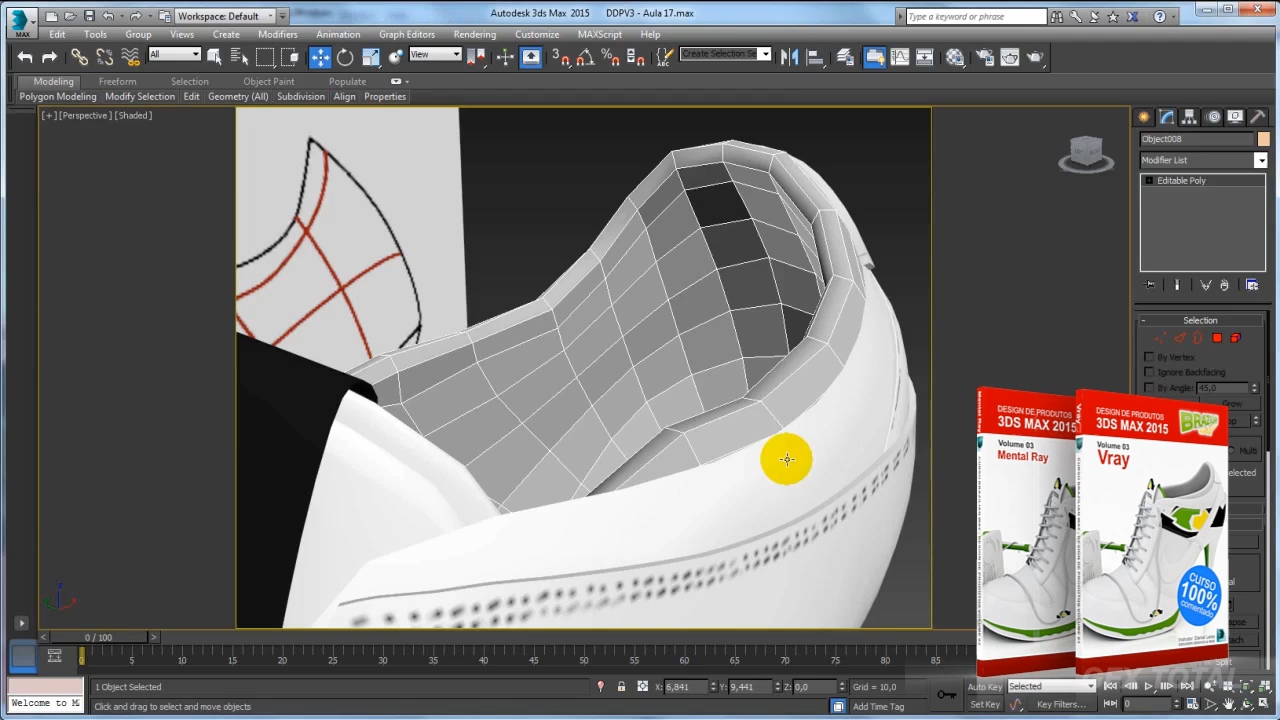 Autodesk 3ds Max 2015 DDPV3 - Aula 17.max
Workspace: Default
Type a keyword or phrase
MAX
Edit Tools Group Views Create Modifiers Animation Graph Editors Rendering Customize MAXScript Help
All
View
Create Selection Se
Modeling Freeform Selection Object Paint Populate
Polygon Modeling Modify Selection Edit Geometry (All) Subdivision Align Properties
[+] [Perspective] [Shaded]
Object008
Modifier List
Editable Poly
Selection
By Vertex
Ignore Backfacing
By Angle: 45,0
Grow
Multi
DESIGN DE PRODUTOS
3DS MAX 2015
Volume 03
Mental Ray
DESIGN DE PRODUTOS
3DS MAX 2015
Volume 03
Vray
Curso
100%
comentado
Split
0 / 100
0 5 10 15 20 25 30 35 40 45 50 55 60 65 70 75 80 85
1 Object Selected
X: 6,841 Y: 9,441 Z: 0,0
Grid = 10,0
Auto Key Selected
Welcome to M
Click and drag to select and move objects
Add Time Tag
Set Key Key Filters...
0